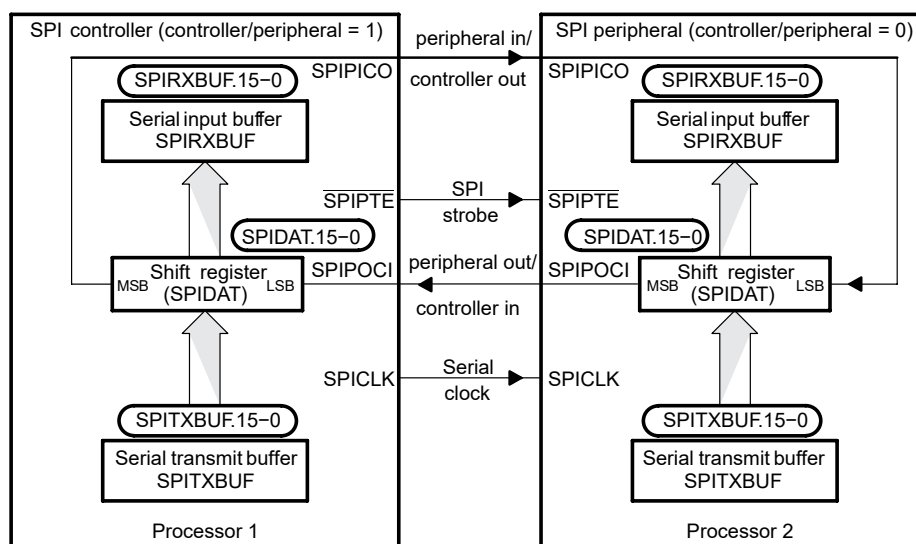 SPI controller (controller/peripheral = 1)
SPIPICO
SPIRXBUF.15−0
Serial input buffer
SPIRXBUF
SPIPTE
SPIDAT.15−0
SPIPOCI
MSB
Shift register
(SPIDAT)
LSB
SPICLK
SPITXBUF.15−0
Serial transmit buffer
SPITXBUF
Processor 1
peripheral in/
controller out
SPI
strobe
peripheral out/
controller in
Serial
clock
SPI peripheral (controller/peripheral = 0)
SPIPICO
SPIRXBUF.15−0
Serial input buffer
SPIRXBUF
SPIPTE
SPIDAT.15−0
SPIPOCI
MSB
Shift register
(SPIDAT)
LSB
SPICLK
SPITXBUF.15−0
Serial transmit buffer
SPITXBUF
Processor 2